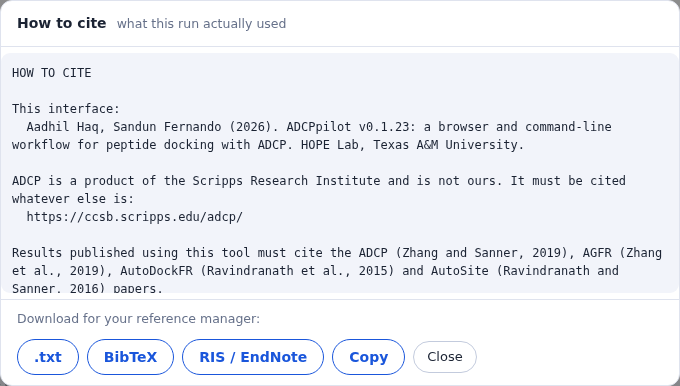 How to cite what this run actually used
HOW TO CITE
This interface:
Aadhil Haq, Sandun Fernando (2026). ADCPpilot v0.1.23: a browser and command-line
workflow for peptide docking with ADCP. HOPE Lab, Texas A&M University.
ADCP is a product of the Scripps Research Institute and is not ours. It must be cited
whatever else is:
https://ccsb.scripps.edu/adcp/
Results published using this tool must cite the ADCP (Zhang and Sanner, 2019), AGFR (Zhang
et al., 2019), AutoDockFR (Ravindranath et al., 2015) and AutoSite (Ravindranath and
Sanner, 2016) papers.
Download for your reference manager:
.txt BibTeX RIS / EndNote Copy Close